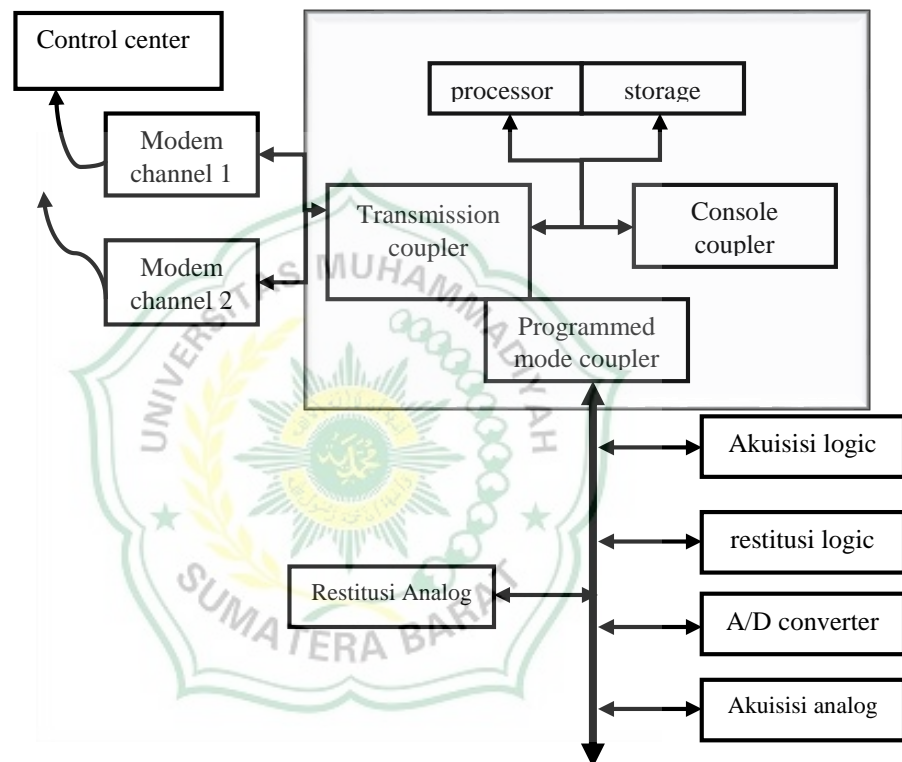 Control center
processor
storage
Modem
channel 1
Transmission
coupler
Console
coupler
Modem
channel 2
Programmed
mode coupler
Akuisisi logic
restitusi logic
Restitusi Analog
A/D converter
Akuisisi analog
UNIVERSITAS MUHAMMADIYAH
SUMATERA BARAT